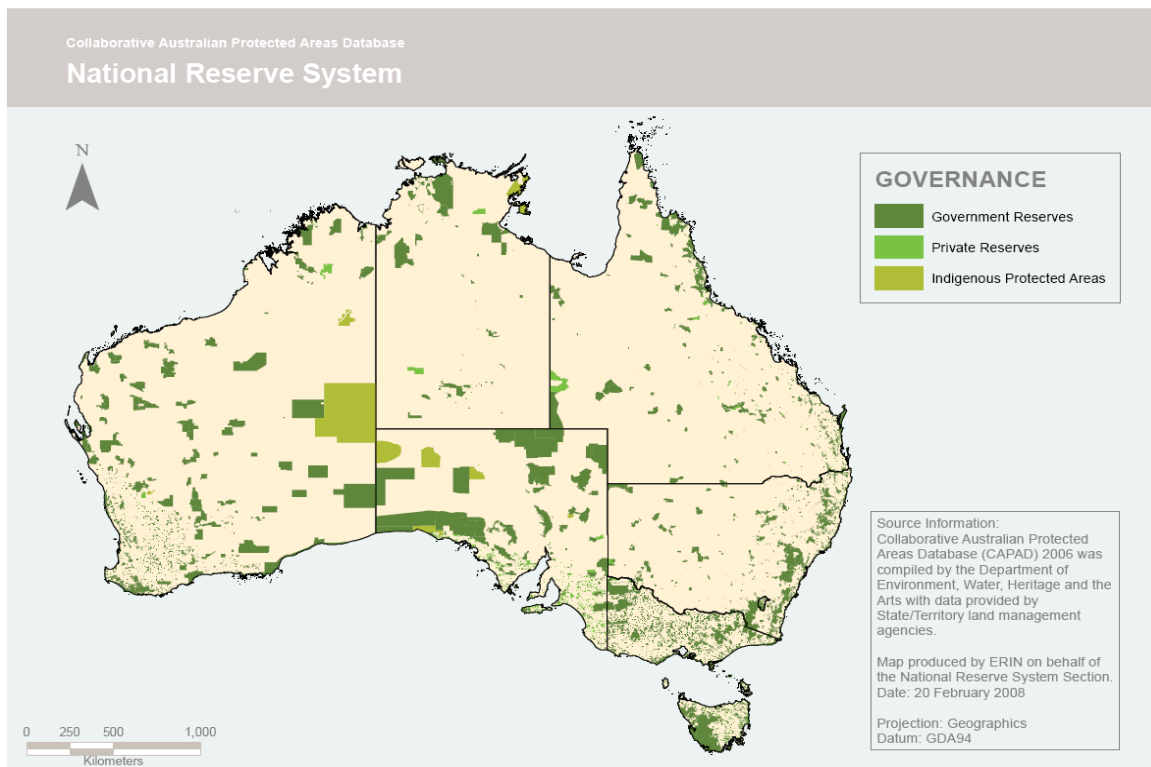 Collaborative Australian Protected Areas Database
National Reserve System
N
GOVERNANCE
Government Reserves
Private Reserves
Indigenous Protected Areas
Source Information:
Collaborative Australian Protected
Areas Database (CAPAD) 2006 was
compiled by the Department of
Environment, Water, Heritage and the
Arts with data provided by
State/Territory land management
agencies.
Map produced by ERIN on behalf of
the National Reserve System Section.
Date: 20 February 2008
Projection: Geographics
Datum: GDA94
0 250 500 1,000
Kilometers